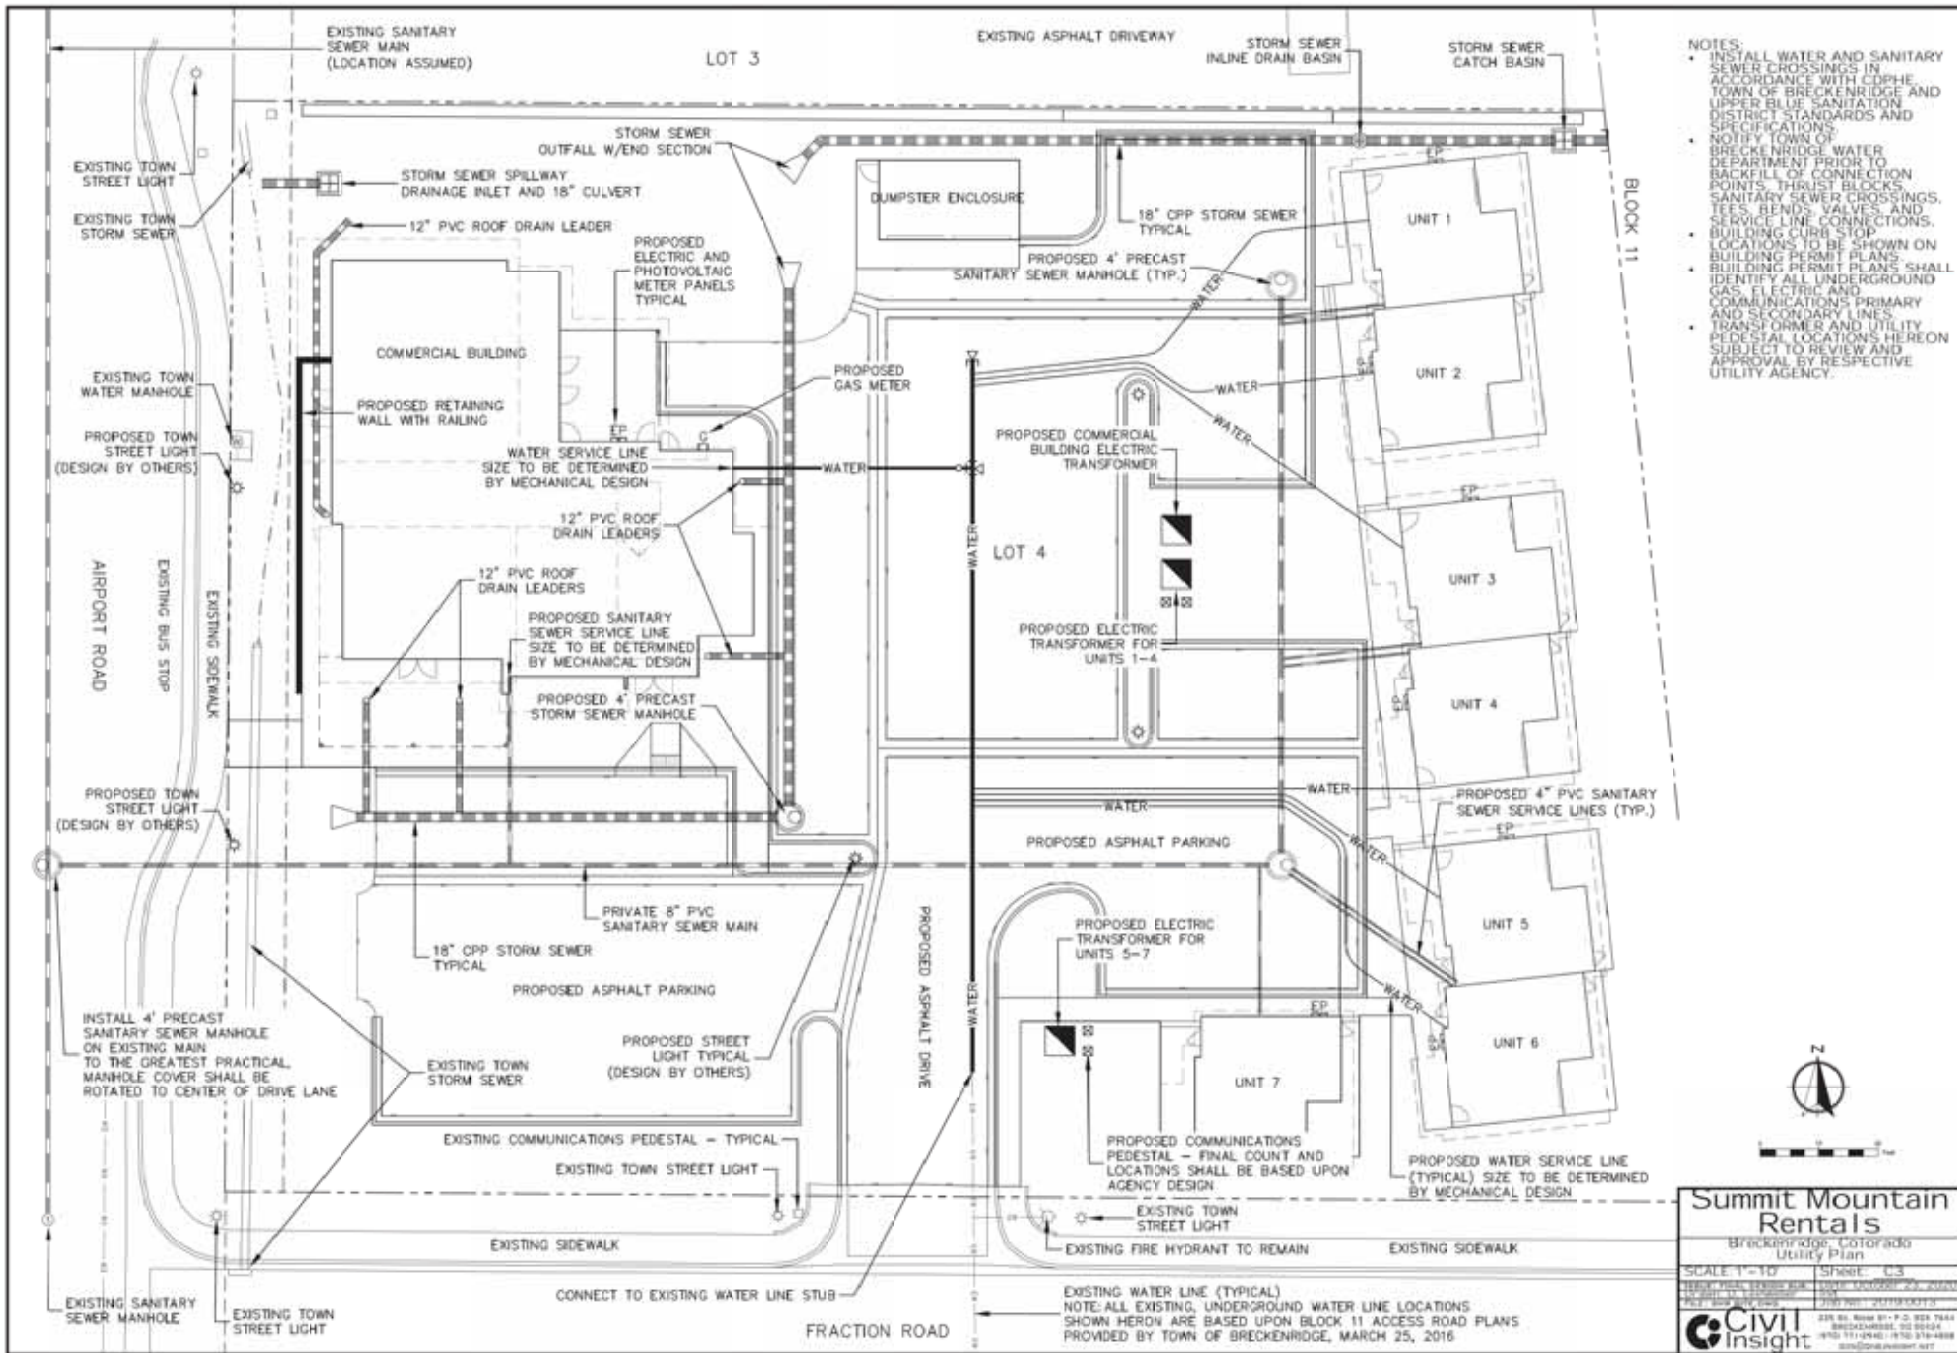 EXISTING SANITARY
SEWER MAIN
(LOCATION ASSUMED)
LOT 3
EXISTING ASPHALT DRIVEWAY
STORM SEWER
INLINE DRAIN BASIN
STORM SEWER
CATCH BASIN
NOTES:
• INSTALL WATER AND SANITARY
SEWER CROSSINGS IN
ACCORDANCE WITH CDPHE,
TOWN OF BRECKENRIDGE AND
UPPER BLUE SANITATION
DISTRICT STANDARDS AND
SPECIFICATIONS.
• NOTIFY TOWN OF
BRECKENRIDGE WATER
DEPARTMENT PRIOR TO
BACKFILL OF CONNECTION
POINTS, THRUST BLOCKS,
SANITARY SEWER CROSSINGS,
TEES, BENDS, VALVES, AND
SERVICE LINE CONNECTIONS.
• BUILDING CURB STOP
LOCATIONS TO BE SHOWN ON
BUILDING PERMIT PLANS.
• BUILDING PERMIT PLANS SHALL
IDENTIFY ALL UNDERGROUND
GAS, ELECTRIC AND
COMMUNICATIONS PRIMARY
AND SECONDARY LINES.
• TRANSFORMER AND UTILITY
PEDESTAL LOCATIONS HEREON
SUBJECT TO REVIEW AND
APPROVAL BY RESPECTIVE
UTILITY AGENCY.
EXISTING TOWN
STREET LIGHT
EXISTING TOWN
STORM SEWER
STORM SEWER
OUTFALL W/END SECTION
STORM SEWER SPILLWAY
DRAINAGE INLET AND 18" CULVERT
12" PVC ROOF DRAIN LEADER
PROPOSED
ELECTRIC AND
PHOTOVOLTAIC
METER PANELS
TYPICAL
DUMPSTER ENCLOSURE
18" CPP STORM SEWER
TYPICAL
PROPOSED 4' PRECAST
SANITARY SEWER MANHOLE (TYP.)
EP
UNIT 1
BLOCK 11
WATER
COMMERCIAL BUILDING
EXISTING TOWN
WATER MANHOLE
PROPOSED RETAINING
WALL WITH RAILING
PROPOSED
GAS METER
EP
UNIT 2
WATER
WATER
PROPOSED TOWN
STREET LIGHT
(DESIGN BY OTHERS)
W
EP
G
WATER SERVICE LINE
SIZE TO BE DETERMINED
BY MECHANICAL DESIGN
WATER
PROPOSED COMMERCIAL
BUILDING ELECTRIC
TRANSFORMER
EP
12" PVC ROOF
DRAIN LEADERS
WATER
LOT 4
UNIT 3
12" PVC ROOF
DRAIN LEADERS
AIRPORT ROAD
EXISTING BUS STOP
EXISTING SIDEWALK
PROPOSED SANITARY
SEWER SERVICE LINE
SIZE TO BE DETERMINED
BY MECHANICAL DESIGN
PROPOSED ELECTRIC
TRANSFORMER FOR
UNITS 1-4
PROPOSED 4' PRECAST
STORM SEWER MANHOLE
EP
UNIT 4
PROPOSED TOWN
STREET LIGHT
(DESIGN BY OTHERS)
WATER
WATER
PROPOSED 4" PVC SANITARY
SEWER SERVICE LINES (TYP.)
EP
PROPOSED ASPHALT PARKING
WATER
PRIVATE 8" PVC
SANITARY SEWER MAIN
18" CPP STORM SEWER
TYPICAL
PROPOSED ASPHALT DRIVE
PROPOSED ELECTRIC
TRANSFORMER FOR
UNITS 5-7
UNIT 5
PROPOSED ASPHALT PARKING
WATER
WATER
EP
INSTALL 4' PRECAST
SANITARY SEWER MANHOLE
ON EXISTING MAIN
TO THE GREATEST PRACTICAL,
MANHOLE COVER SHALL BE
ROTATED TO CENTER OF DRIVE LANE
EXISTING TOWN
STORM SEWER
PROPOSED STREET
LIGHT TYPICAL
(DESIGN BY OTHERS)
EP
UNIT 6
UNIT 7
N
EXISTING COMMUNICATIONS PEDESTAL - TYPICAL
EXISTING TOWN STREET LIGHT
PROPOSED COMMUNICATIONS
PEDESTAL - FINAL COUNT AND
LOCATIONS SHALL BE BASED UPON
AGENCY DESIGN
PROPOSED WATER SERVICE LINE
(TYPICAL) SIZE TO BE DETERMINED
BY MECHANICAL DESIGN
EXISTING TOWN
STREET LIGHT
EXISTING SIDEWALK
EXISTING FIRE HYDRANT TO REMAIN
EXISTING SIDEWALK
CONNECT TO EXISTING WATER LINE STUB
EXISTING SANITARY
SEWER MANHOLE
EXISTING TOWN
STREET LIGHT
FRACTION ROAD
EXISTING WATER LINE (TYPICAL)
NOTE: ALL EXISTING, UNDERGROUND WATER LINE LOCATIONS
SHOWN HERON ARE BASED UPON BLOCK 11 ACCESS ROAD PLANS
PROVIDED BY TOWN OF BRECKENRIDGE, MARCH 25, 2016
Summit Mountain
Rentals
Breckenridge, Colorado
Utility Plan
SCALE: 1"=10'
Sheet: C3
Civil
Insight